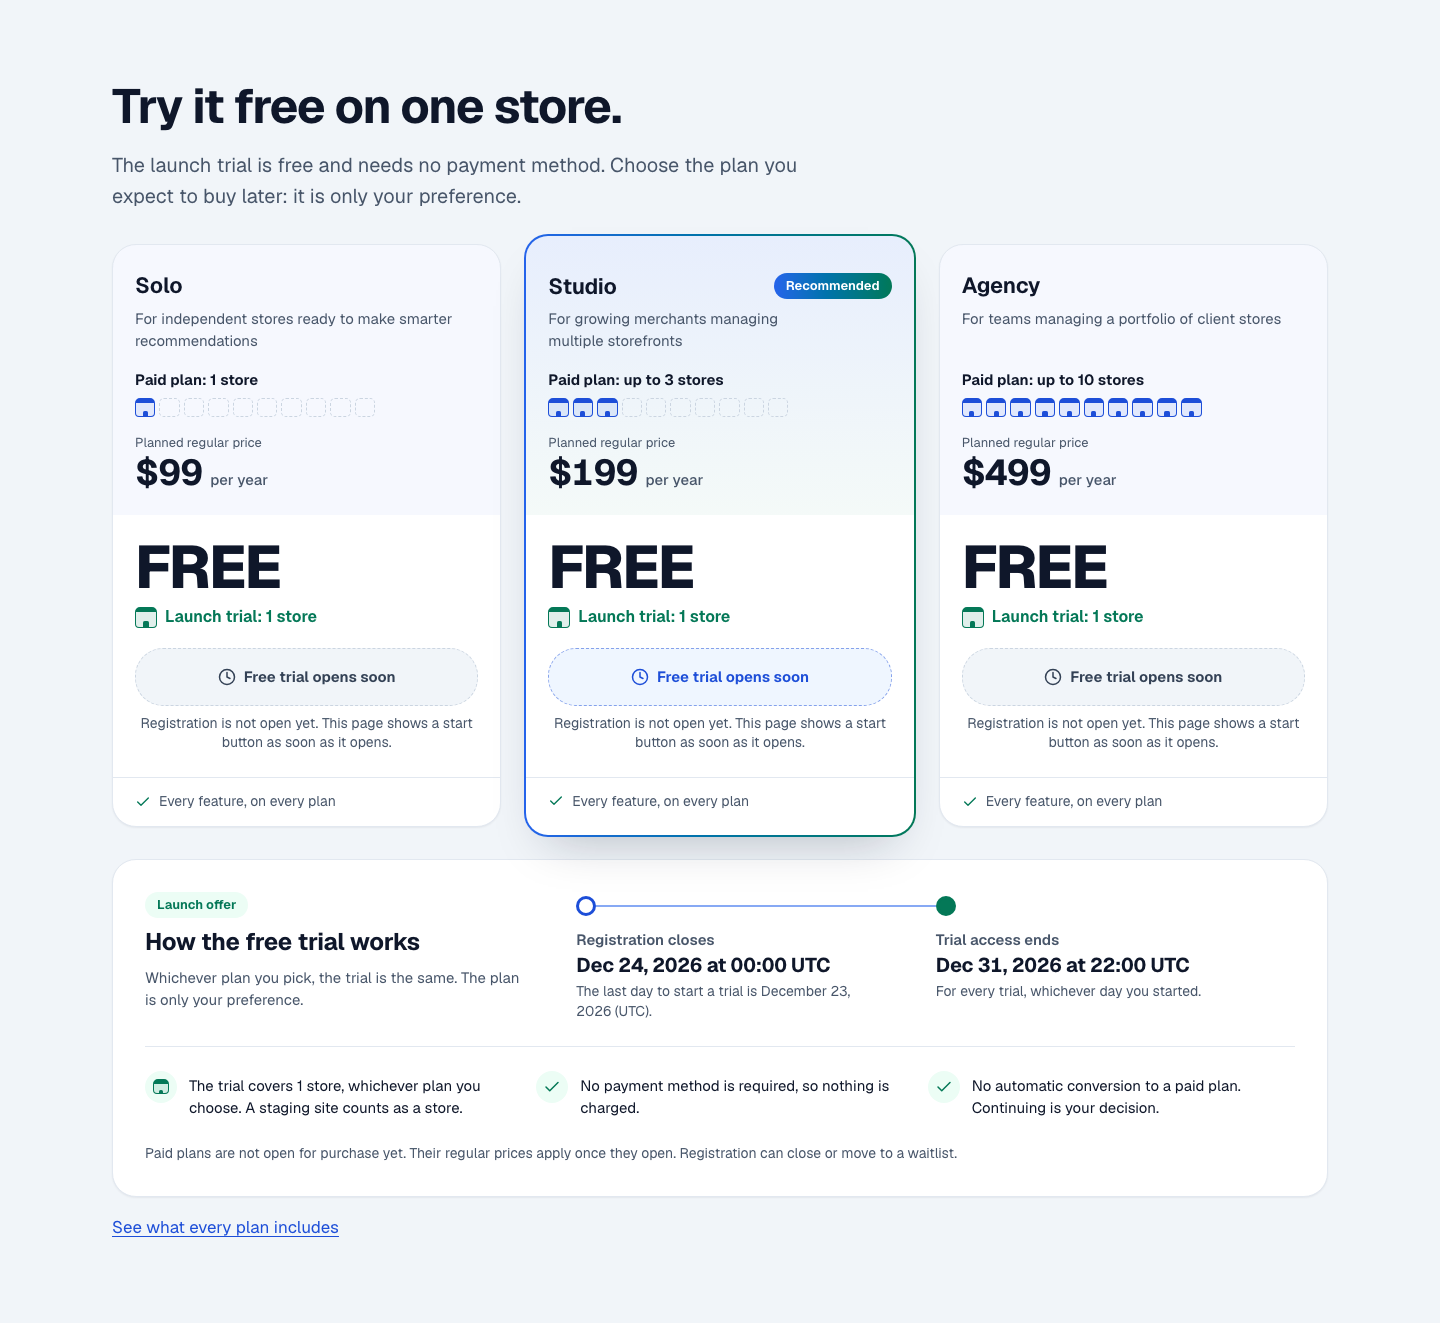 Try it free on one store.
The launch trial is free and needs no payment method. Choose the plan you
expect to buy later: it is only your preference.
Solo
For independent stores ready to make smarter
recommendations
Paid plan: 1 store
Planned regular price
$99 per year
FREE
Launch trial: 1 store
Free trial opens soon
Registration is not open yet. This page shows a start
button as soon as it opens.
Every feature, on every plan
Studio
Recommended
For growing merchants managing
multiple storefronts
Paid plan: up to 3 stores
Planned regular price
$199 per year
FREE
Launch trial: 1 store
Free trial opens soon
Registration is not open yet. This page shows a start
button as soon as it opens.
Every feature, on every plan
Agency
For teams managing a portfolio of client stores
Paid plan: up to 10 stores
Planned regular price
$499 per year
FREE
Launch trial: 1 store
Free trial opens soon
Registration is not open yet. This page shows a start
button as soon as it opens.
Every feature, on every plan
Launch offer
How the free trial works
Whichever plan you pick, the trial is the same. The plan
is only your preference.
Registration closes
Dec 24, 2026 at 00:00 UTC
The last day to start a trial is December 23,
2026 (UTC).
Trial access ends
Dec 31, 2026 at 22:00 UTC
For every trial, whichever day you started.
The trial covers 1 store, whichever plan you
choose. A staging site counts as a store.
No payment method is required, so nothing is
charged.
No automatic conversion to a paid plan.
Continuing is your decision.
Paid plans are not open for purchase yet. Their regular prices apply once they open. Registration can close or move to a waitlist.
See what every plan includes